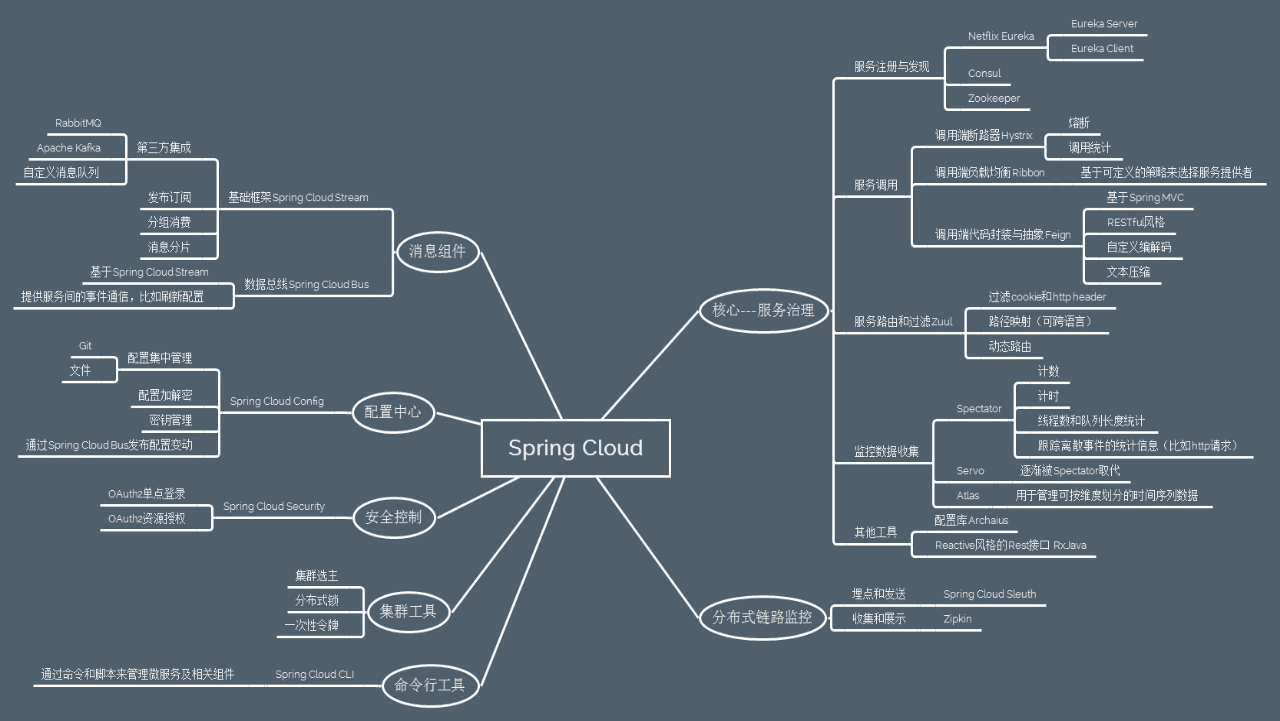 Spring Cloud
核心---服务治理
服务注册与发现
Netflix Eureka
Eureka Server
Eureka Client
Consul
Zookeeper
服务调用
调用端断路器Hystrix
熔断
调用统计
调用端负载均衡Ribbon
基于可定义的策略来选择服务提供者
调用端代码封装与抽象Feign
基于Spring MVC
RESTful风格
自定义编解码
文本压缩
服务路由和过滤Zuul
过滤cookie和http header
路径映射（可跨语言）
动态路由
监控数据收集
Spectator
计数
计时
线程数和队列长度统计
跟踪离散事件的统计信息（比如http请求）
Servo
逐渐被Spectator取代
Atlas
用于管理可按维度划分的时间序列数据
其他工具
配置库Archaius
Reactive风格的Rest接口 RxJava
分布式链路监控
埋点和发送
Spring Cloud Sleuth
收集和展示
Zipkin
消息组件
基础框架Spring Cloud Stream
第三方集成
RabbitMQ
Apache Kafka
自定义消息队列
发布订阅
分组消费
消息分片
数据总线Spring Cloud Bus
基于Spring Cloud Stream
提供服务间的事件通信，比如刷新配置
配置中心
Spring Cloud Config
配置集中管理
Git
文件
配置加解密
密钥管理
通过Spring Cloud Bus发布配置变动
安全控制
Spring Cloud Security
OAuth2单点登录
OAuth2资源授权
集群工具
集群选主
分布式锁
一次性令牌
命令行工具
Spring Cloud CLI
通过命令和脚本来管理微服务及相关组件